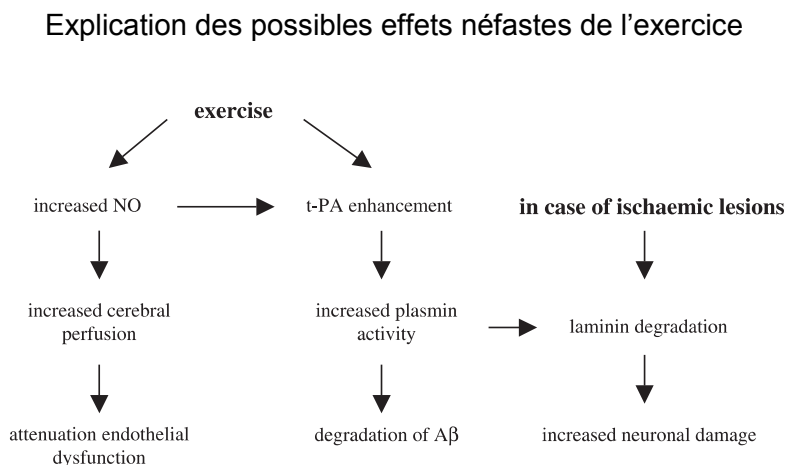 Explication des possibles effets néfastes de l’exercice
exercise
increased NO
t-PA enhancement
in case of ischaemic lesions
increased cerebral
perfusion
increased plasmin
activity
laminin degradation
attenuation endothelial
dysfunction
degradation of Aβ
increased neuronal damage